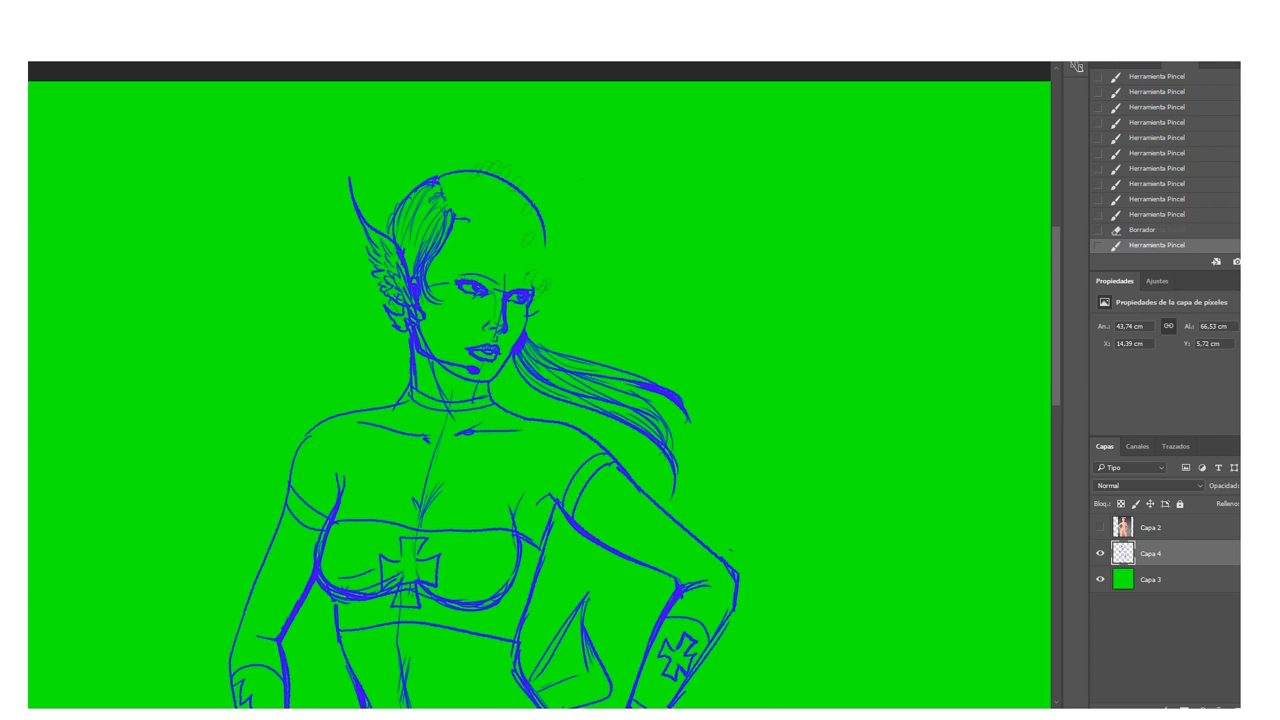 Herramienta Pincel
Herramienta Pincel
Herramienta Pincel
Herramienta Pincel
Herramienta Pincel
Herramienta Pincel
Herramienta Pincel
Herramienta Pincel
Herramienta Pincel
Herramienta Pincel
Borrador
Herramienta Pincel
Propiedades Ajustes
Propiedades de la capa de píxeles
An.: 43,74 cm Al.: 66,53 cm
X: 14,39 cm Y: 5,72 cm
Capas Canales Trazados
Tipo
Normal Opacidad:
Bloq.: Relleno:
Capa 2
Capa 4
Capa 3